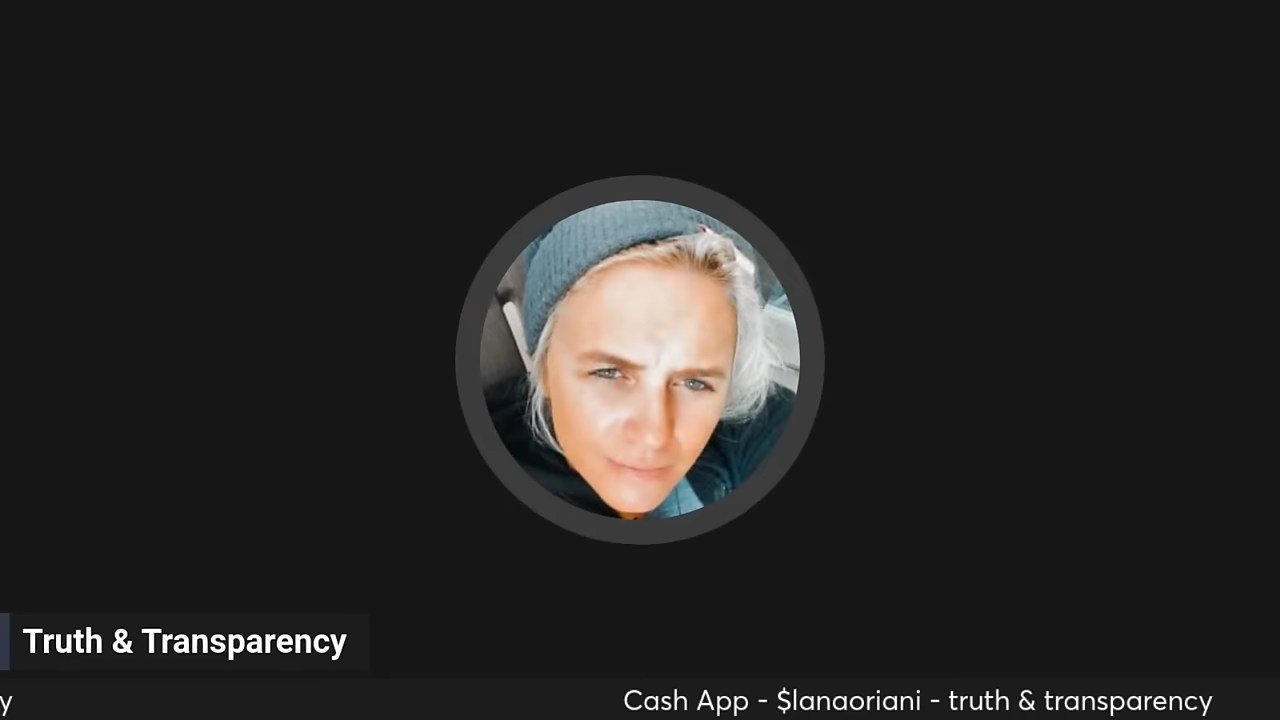 Truth & Transparency
y
Cash App - $lanaoriani - truth & transparency